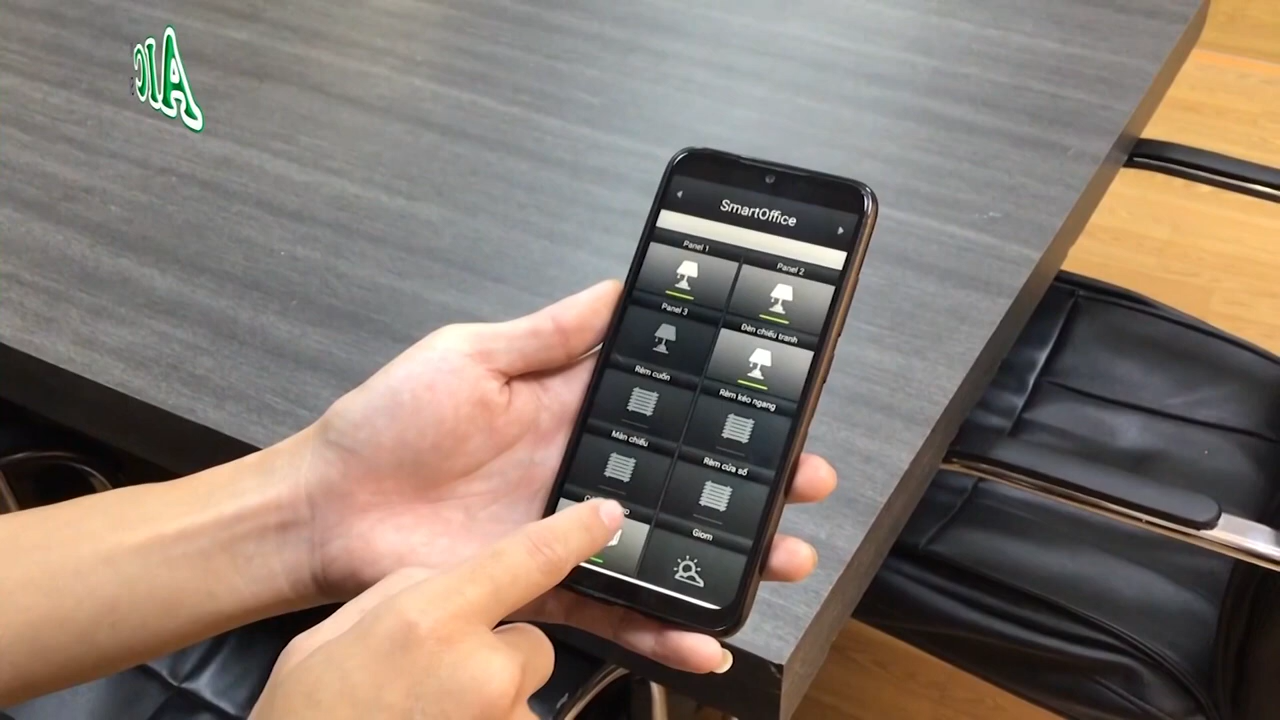 AIC
SmartOffice
Panel 1
Panel 2
Panel 3
Đèn chiếu tranh
Rèm cuốn
Rèm kéo ngang
Màn chiếu
Rèm cửa sổ
Giom